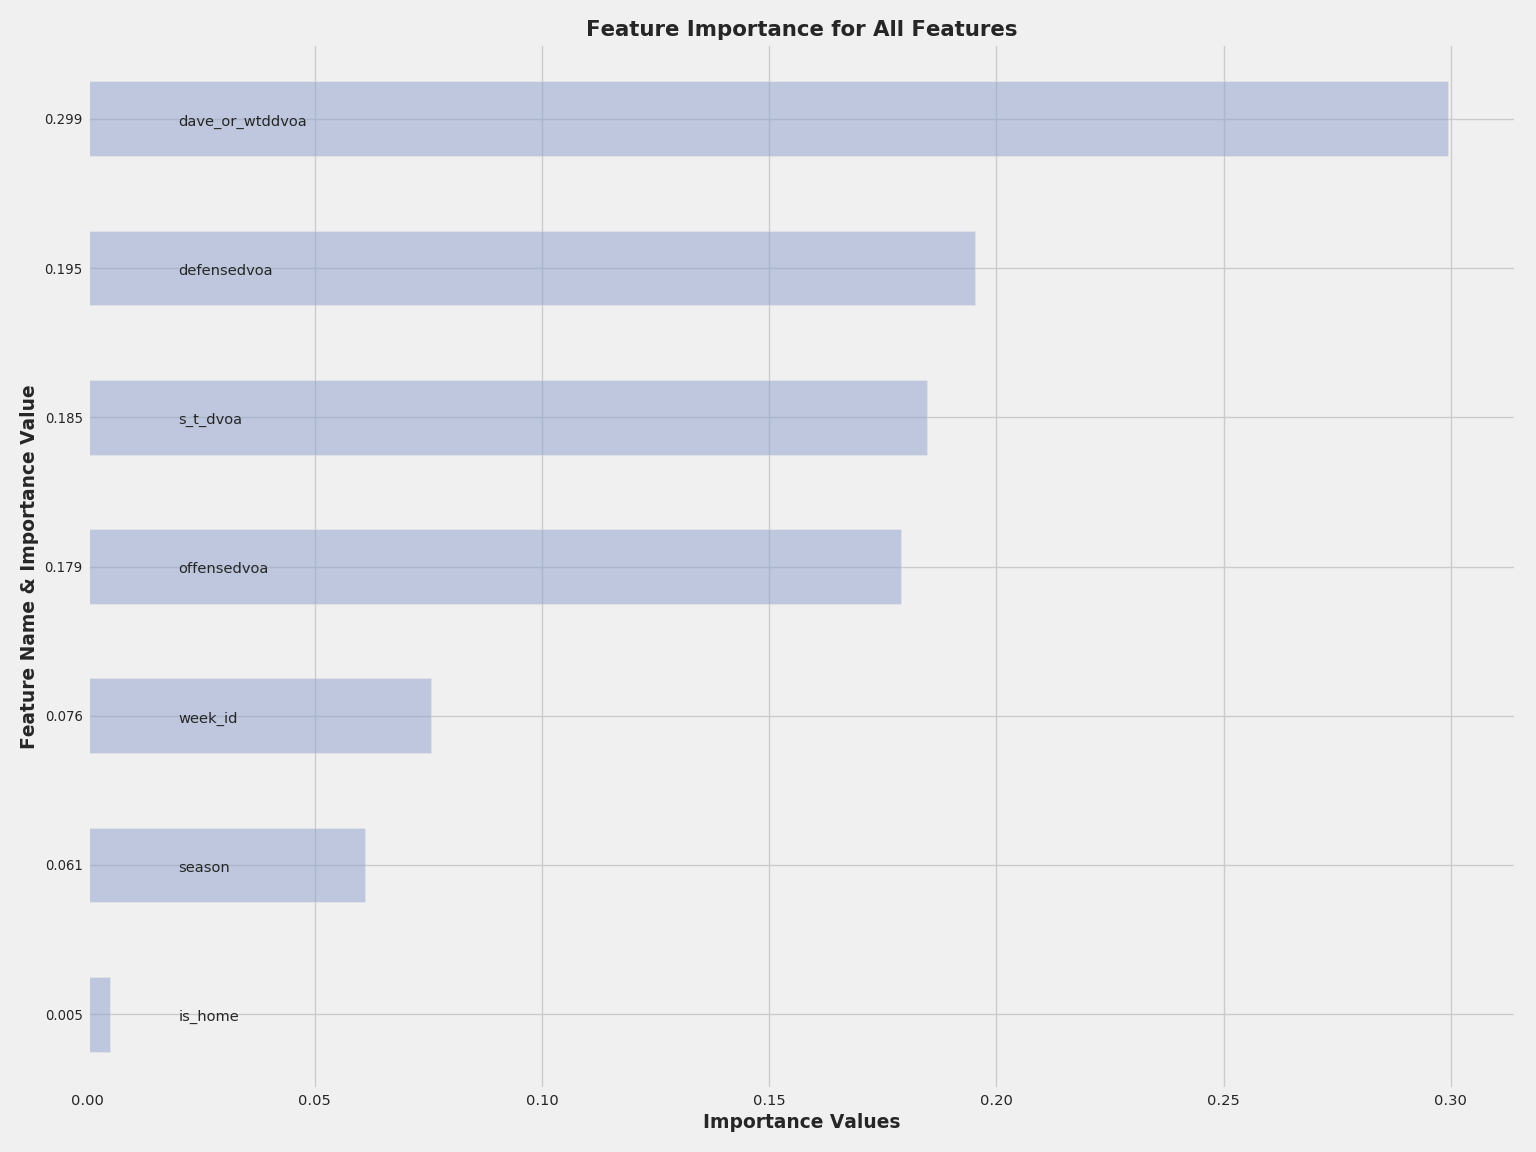 Feature Importance for All Features
Feature Name & Importance Value
0.299 dave_or_wtddvoa
0.195 defensedvoa
0.185 s_t_dvoa
0.179 offensedvoa
0.076 week_id
0.061 season
0.005 is_home
0.00 0.05 0.10 0.15 0.20 0.25 0.30
Importance Values